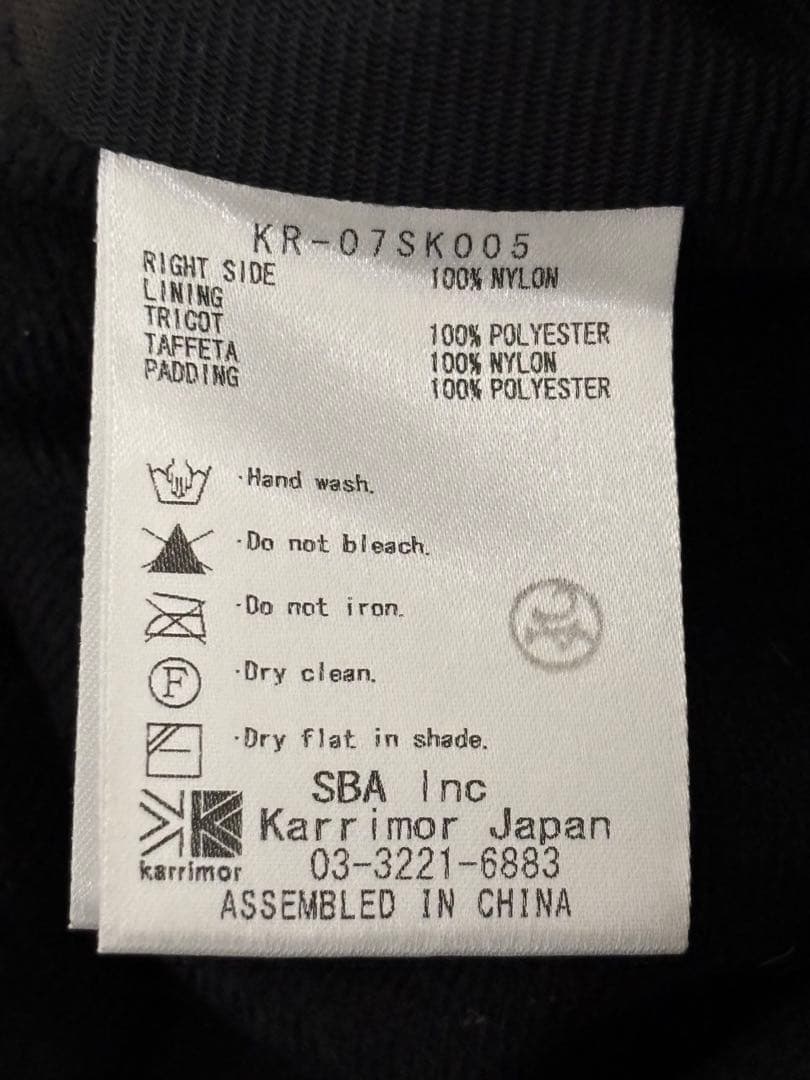 KR-07SK005
RIGHT SIDE 100% NYLON
LINING
TRICOT 100% POLYESTER
TAFFETA 100% NYLON
PADDING 100% POLYESTER
·Hand wash.
·Do not bleach.
·Do not iron.
F ·Dry clean.
·Dry flat in shade.
SBA Inc
Karrimor Japan
karrimor 03-3221-6883
ASSEMBLED IN CHINA